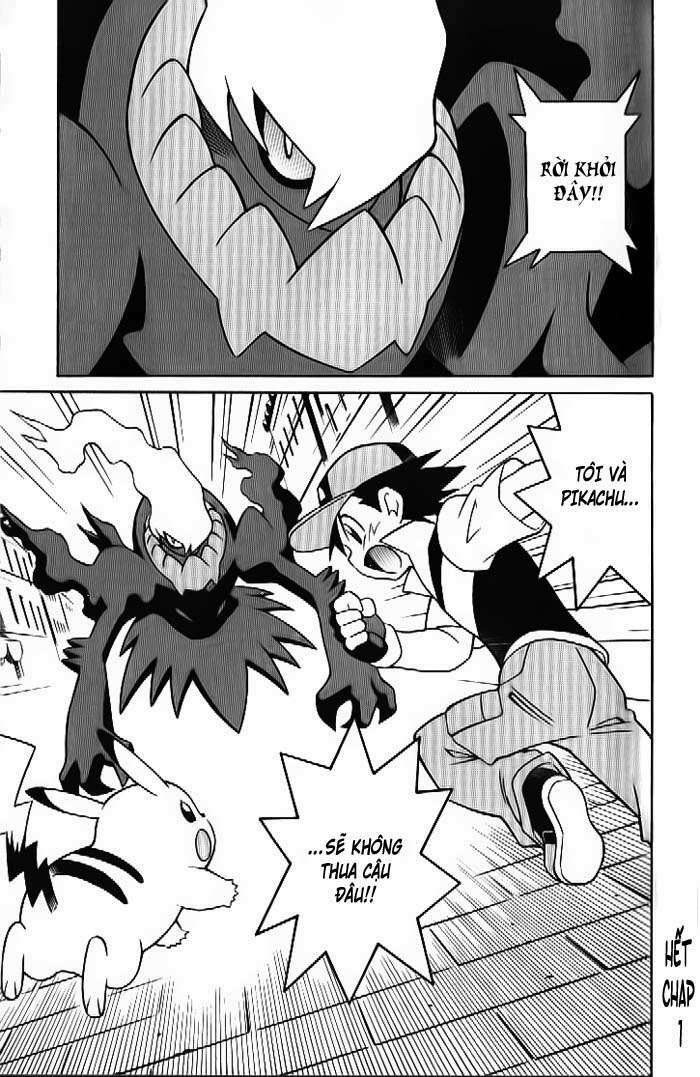 RỜI KHỎI
ĐÂY!!
TÔI VÀ
PIKACHU...
...SẼ KHÔNG
THUA CẬU
ĐÂU!!
HẾT
CHAP
1